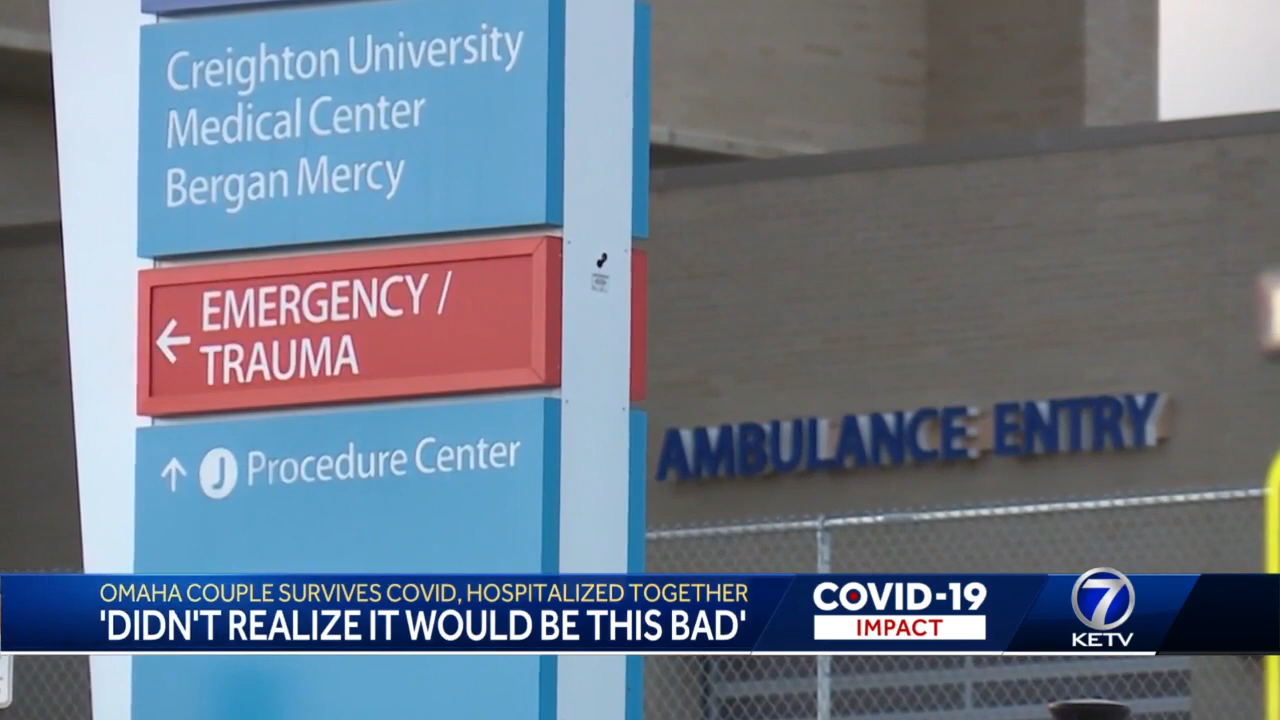 Creighton University
Medical Center
Bergan Mercy
← EMERGENCY /
TRAUMA
↑ J Procedure Center
AMBULANCE ENTRY
OMAHA COUPLE SURVIVES COVID, HOSPITALIZED TOGETHER
'DIDN'T REALIZE IT WOULD BE THIS BAD'
COVID-19
IMPACT
7
KETV